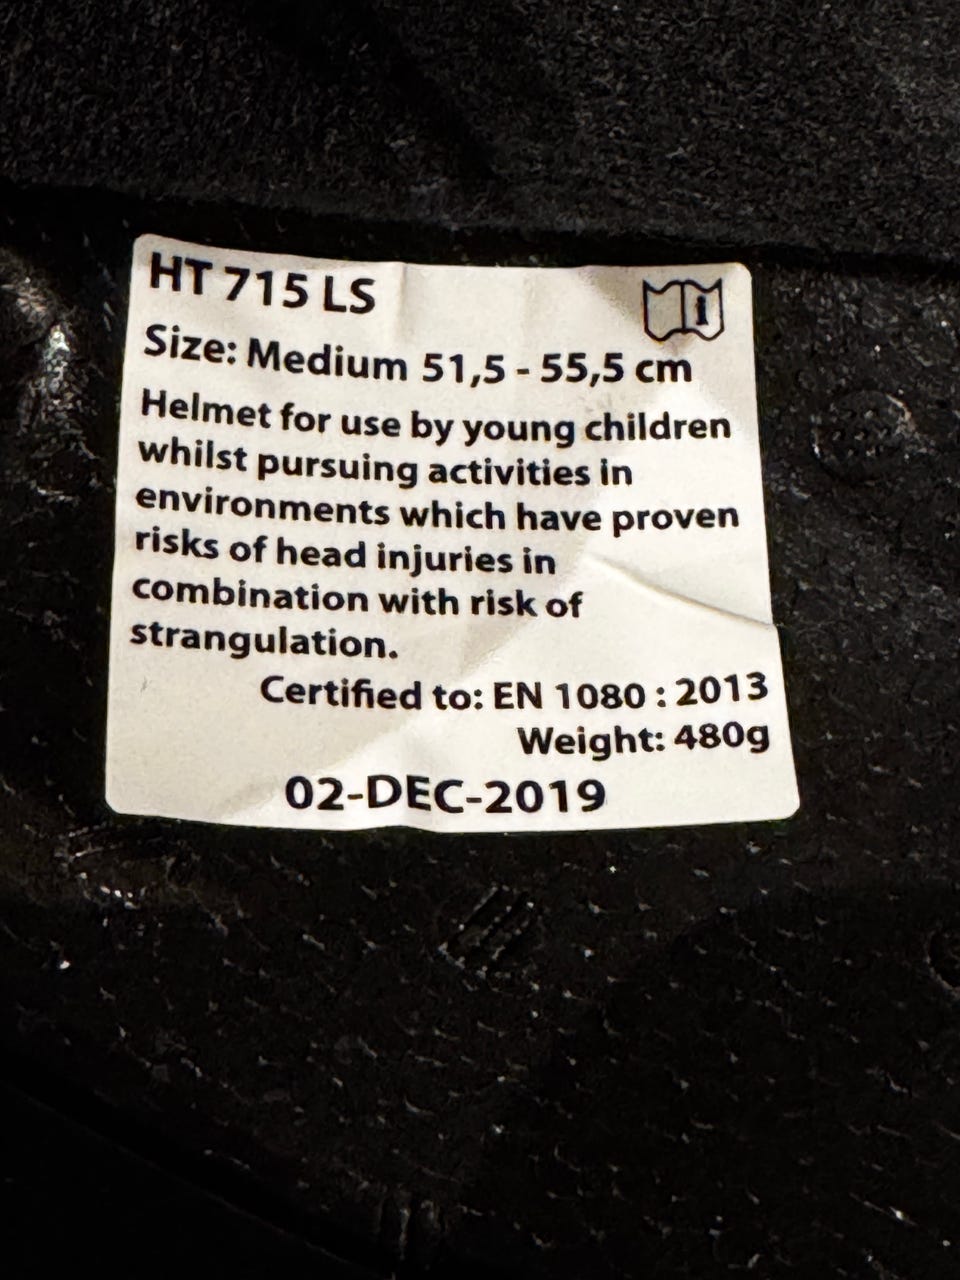 HT 715 LS
i
Size: Medium 51,5 - 55,5 cm
Helmet for use by young children
whilst pursuing activities in
environments which have proven
risks of head injuries in
combination with risk of
strangulation.
Certified to: EN 1080 : 2013
Weight: 480g
02-DEC-2019